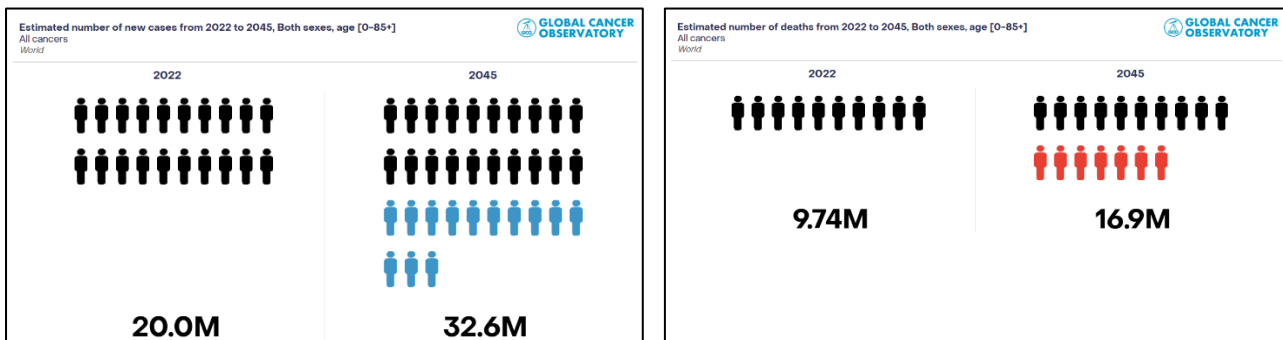 Estimated number of new cases from 2022 to 2045, Both sexes, age [0-85+]
All cancers
World
GLOBAL CANCER
OBSERVATORY
2022
2045
20.0M
32.6M
Estimated number of deaths from 2022 to 2045, Both sexes, age [0-85+]
All cancers
World
GLOBAL CANCER
OBSERVATORY
2022
2045
9.74M
16.9M